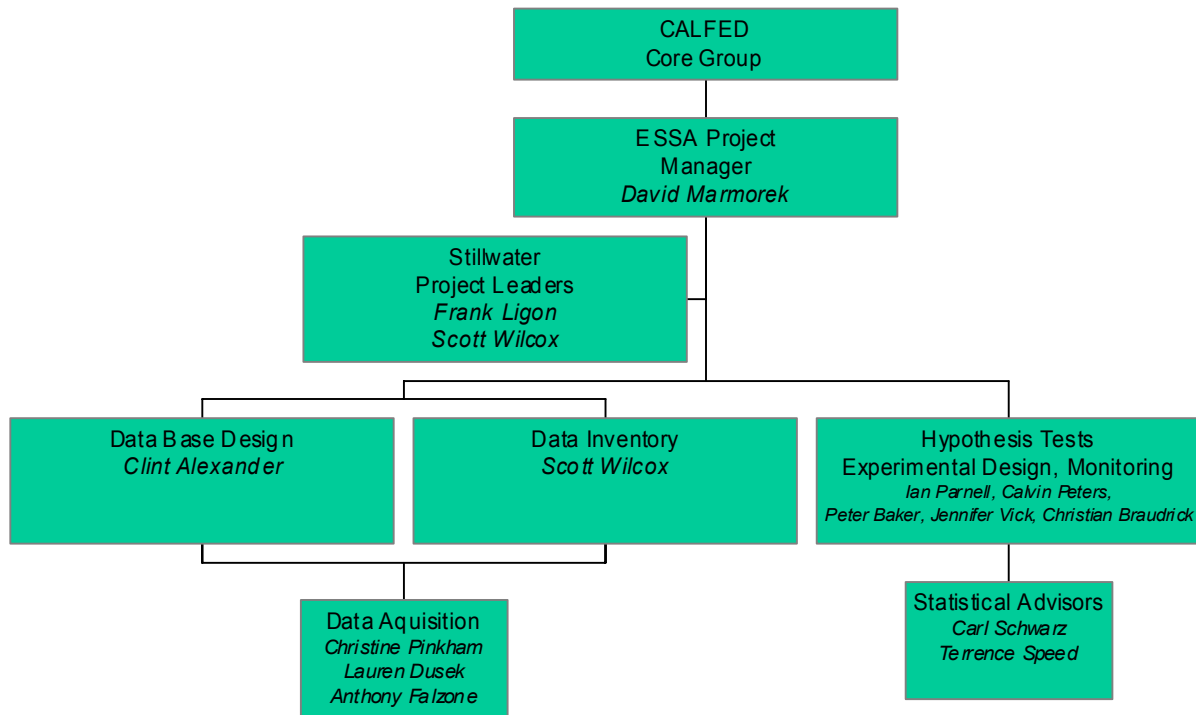 CALFED
Core Group
ESSA Project
Manager
David Marmorek
Stillwater
Project Leaders
Frank Ligon
Scott Wilcox
Data Base Design
Clint Alexander
Data Inventory
Scott Wilcox
Hypothesis Tests
Experimental Design, Monitoring
Ian Parnell, Calvin Peters,
Peter Baker, Jennifer Vick, Christian Braudrick
Data Aquisition
Christine Pinkham
Lauren Dusek
Anthony Falzone
Statistical Advisors
Carl Schwarz
Terrence Speed